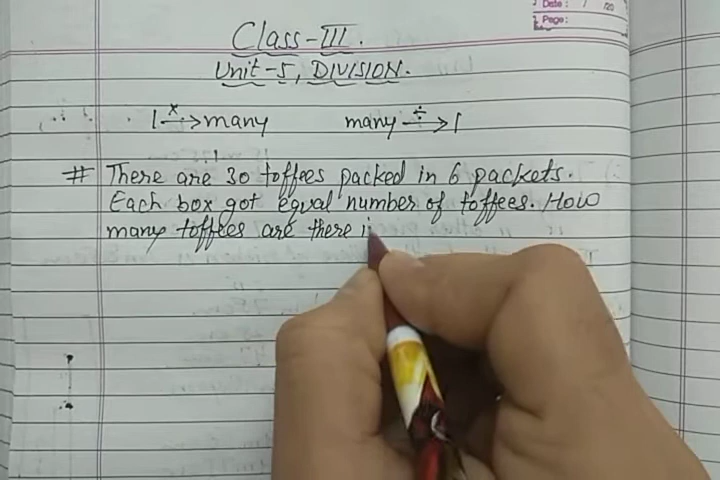 Date: / /20
Page:
Class-III.
Unit-5, DIVISION.
1 x→ many many ÷→ 1
# There are 30 toffees packed in 6 packets.
Each box got equal number of toffees. How
many toffees are there i